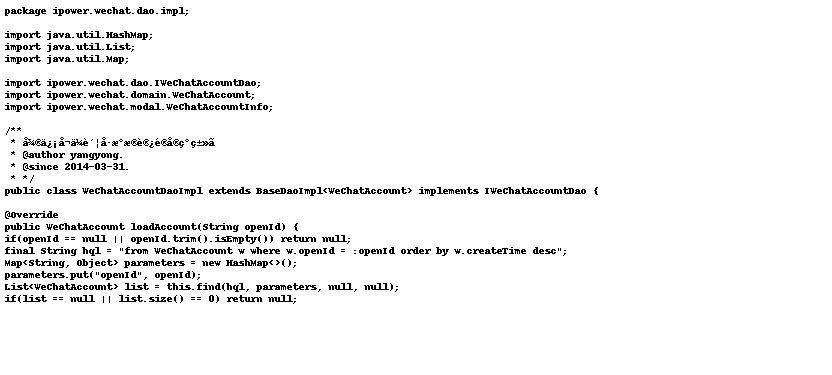 package ipower.wechat.dao.impl;
import java.util.HashMap;
import java.util.List;
import java.util.Map;
import ipower.wechat.dao.IWeChatAccountDao;
import ipower.wechat.domain.WeChatAccount;
import ipower.wechat.modal.WeChatAccountInfo;
/**
 *
 * @author yangyong.
 * @since 2014-03-31.
 * */
public class WeChatAccountDaoImpl extends BaseDaoImpl<WeChatAccount> implements IWeChatAccountDao {
@Override
public WeChatAccount loadAccount(String openId) {
if(openId == null || openId.trim().isEmpty()) return null;
final String hql = "from WeChatAccount w where w.openId = :openId order by w.createTime desc";
Map<String, Object> parameters = new HashMap<>();
parameters.put("openId", openId);
List<WeChatAccount> list = this.find(hql, parameters, null, null);
if(list == null || list.size() == 0) return null;